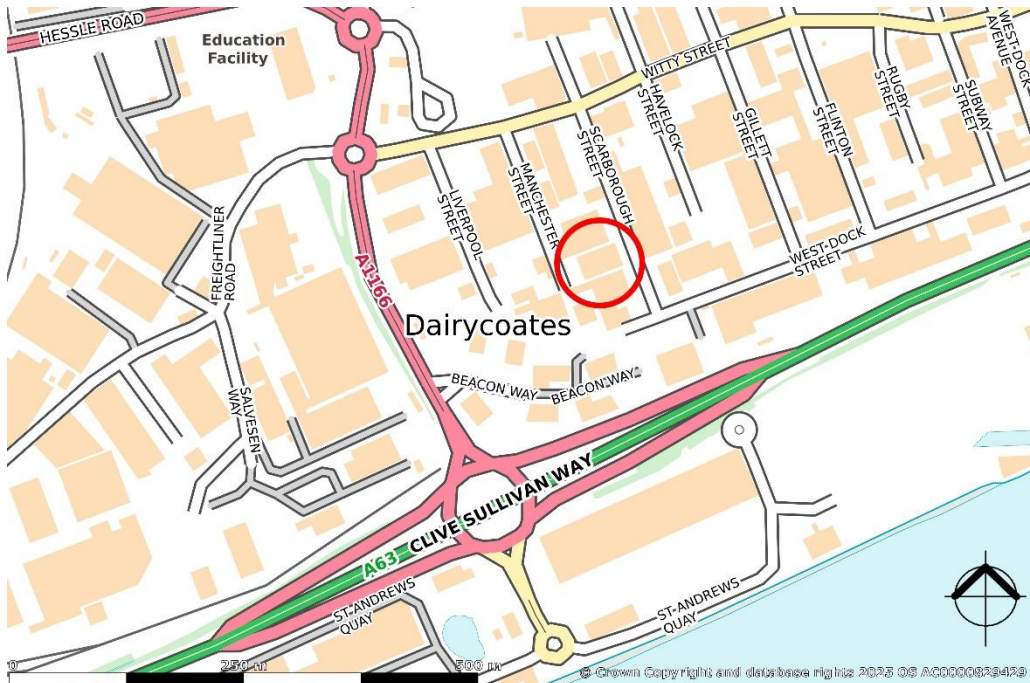 HESSLE ROAD
Education
Facility
WITTY STREET
WEST-DOCK
AVENUE
RUGBY
STREET
SUBWAY
STREET
HAVELOCK
STREET
GILLETT
STREET
FLINTON
STREET
SCARBOROUGH
STREET
MANCHESTER
STREET
LIVERPOOL
STREET
FREIGHTLINER
ROAD
A1166
WEST-DOCK
STREET
Dairycoates
BEACON WAY
BEACON WAY
SALVESEN
WAY
A63 CLIVE SULLIVAN WAY
ST-ANDREWS
QUAY
ST-ANDREWS
QUAY
0
250 m
500 m
© Crown Copyright and database rights 2025 OS AC0000829429